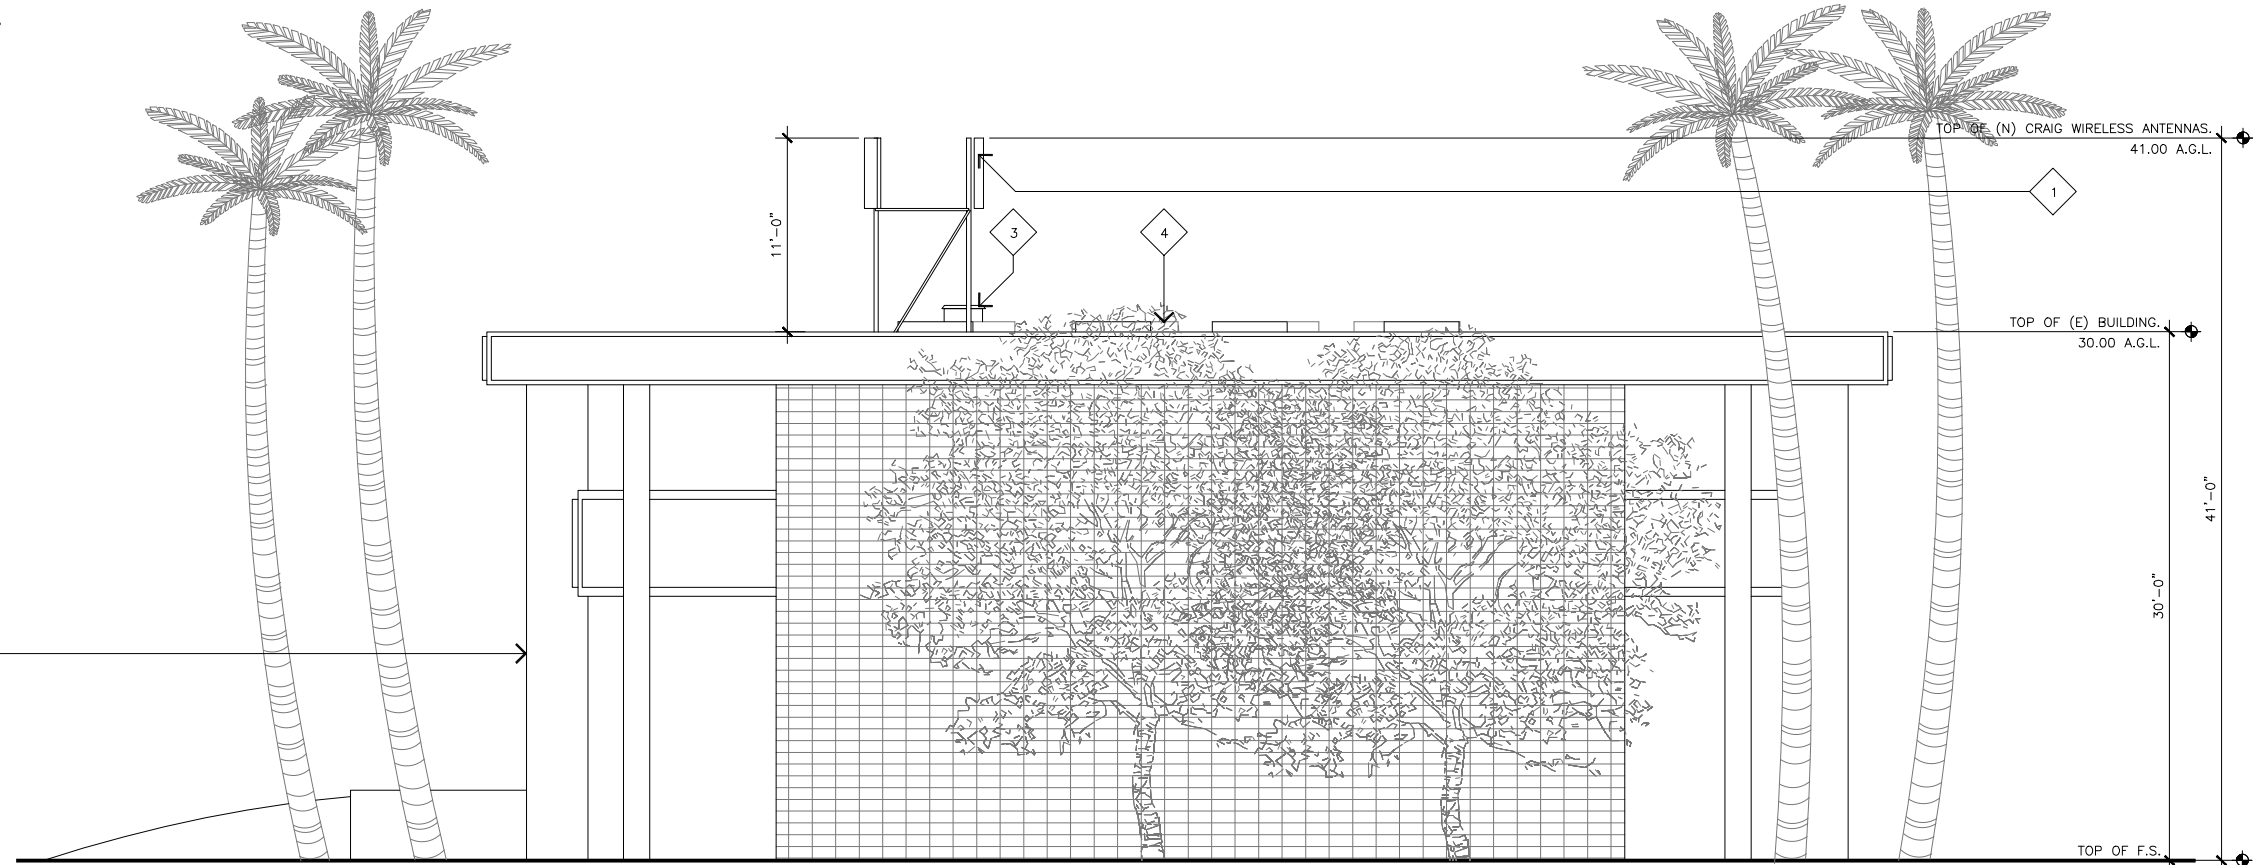 TOP OF (N) CRAIG WIRELESS ANTENNAS.
41.00 A.G.L.
1
11'-0"
3
4
TOP OF (E) BUILDING.
30.00 A.G.L.
41'-0"
30'-0"
TOP OF F.S.